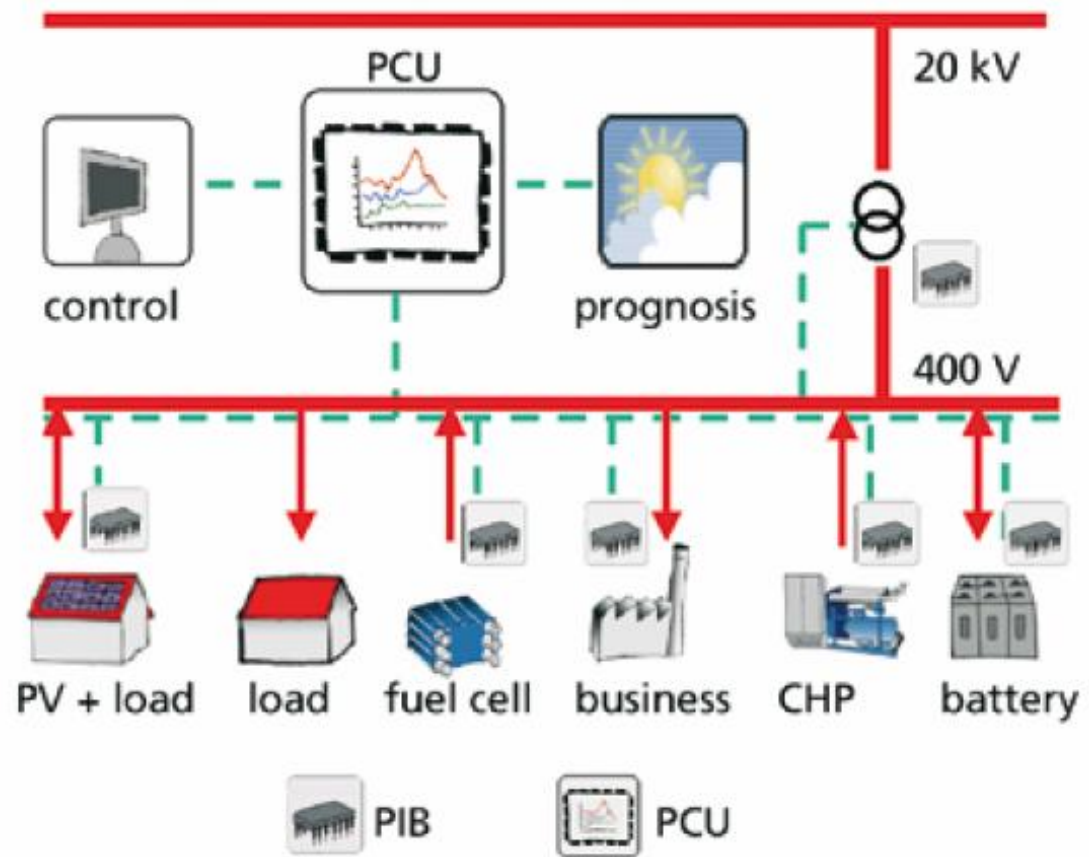 20 kV
PCU
control
prognosis
400 V
PV + load
load
fuel cell
business
CHP
battery
PIB
PCU